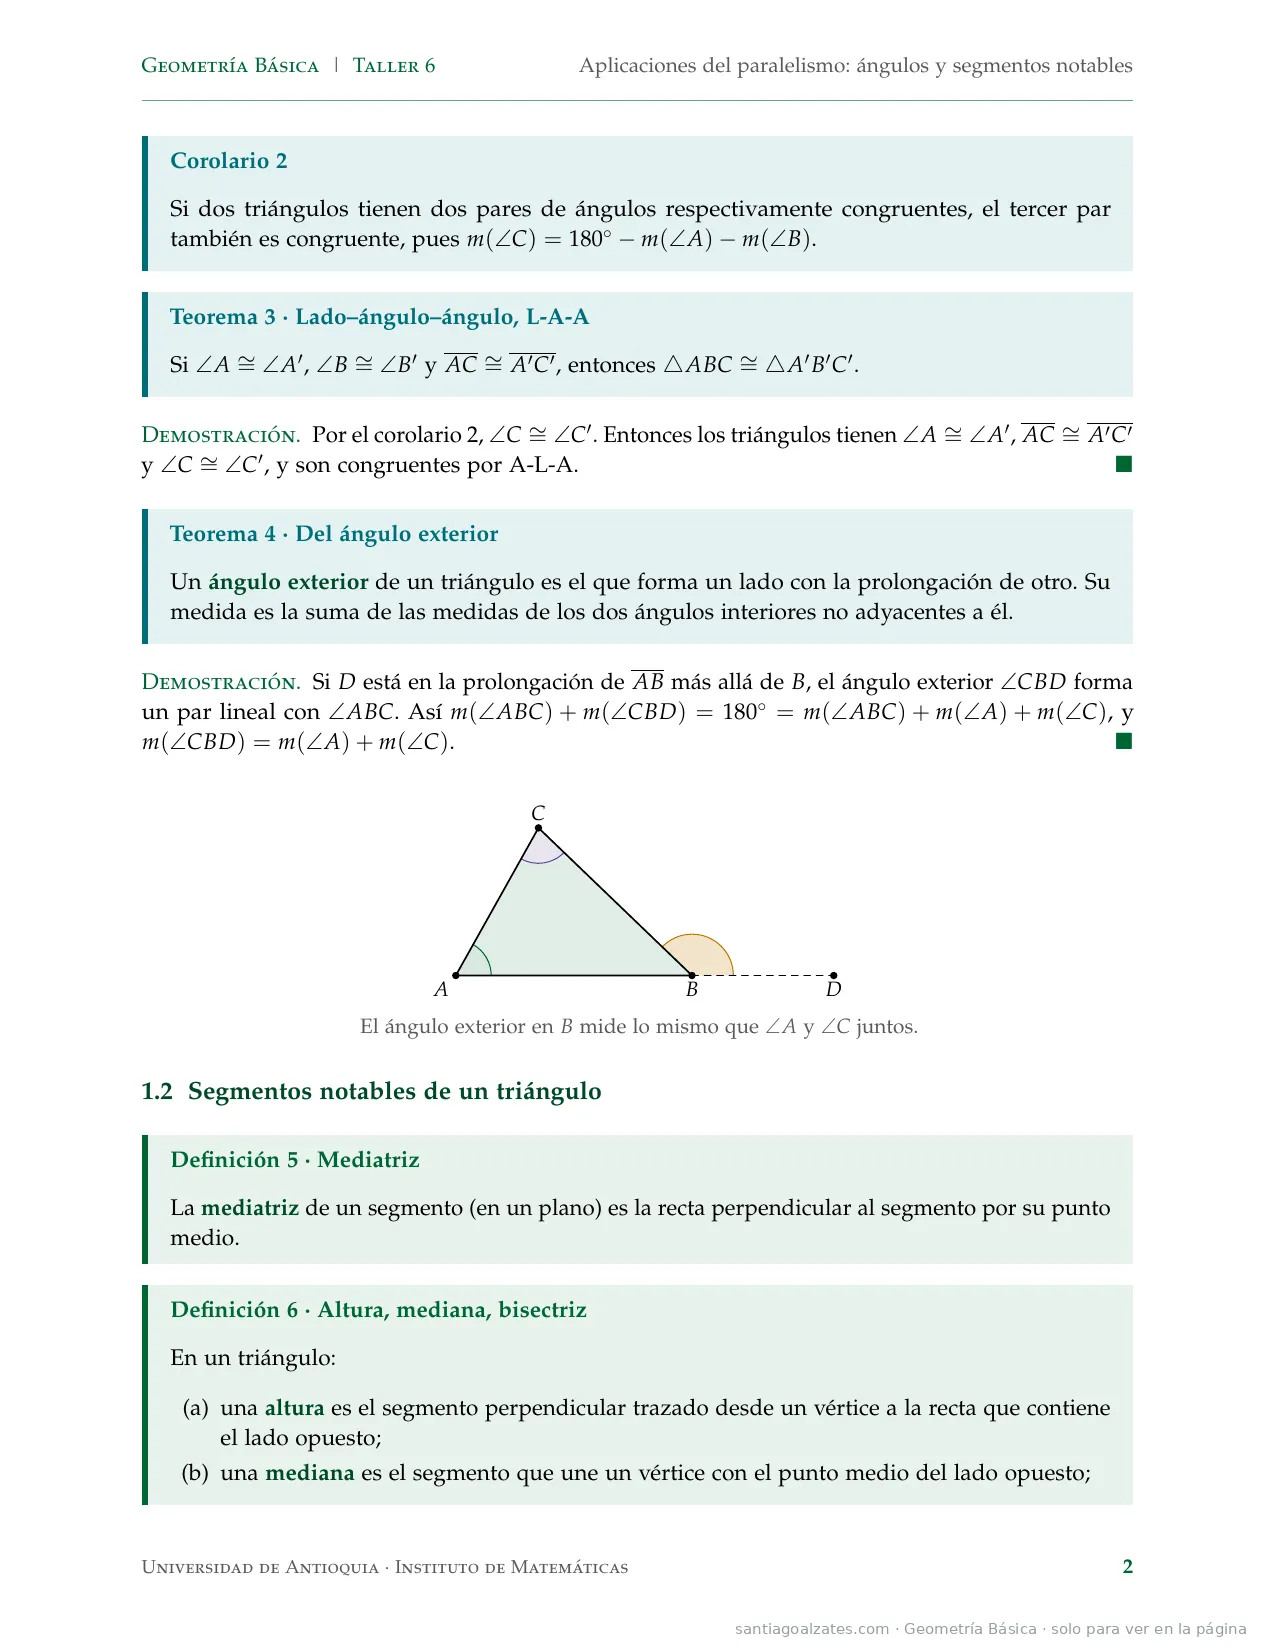 Geometría Básica | Taller 6 Aplicaciones del paralelismo: ángulos y segmentos notables
Corolario 2
Si dos triángulos tienen dos pares de ángulos respectivamente congruentes, el tercer par
también es congruente, pues m(∠C) = 180° − m(∠A) − m(∠B).
Teorema 3 · Lado–ángulo–ángulo, L-A-A
Si ∠A ≅ ∠A′, ∠B ≅ ∠B′ y A̅C̅ ≅ A̅′C̅′, entonces △ABC ≅ △A′B′C′.
Demostración. Por el corolario 2, ∠C ≅ ∠C′. Entonces los triángulos tienen ∠A ≅ ∠A′, A̅C̅ ≅ A̅′C̅′
y ∠C ≅ ∠C′, y son congruentes por A-L-A. ■
Teorema 4 · Del ángulo exterior
Un ángulo exterior de un triángulo es el que forma un lado con la prolongación de otro. Su
medida es la suma de las medidas de los dos ángulos interiores no adyacentes a él.
Demostración. Si D está en la prolongación de A̅B̅ más allá de B, el ángulo exterior ∠CBD forma
un par lineal con ∠ABC. Así m(∠ABC) + m(∠CBD) = 180° = m(∠ABC) + m(∠A) + m(∠C), y
m(∠CBD) = m(∠A) + m(∠C). ■
C
A B D
El ángulo exterior en B mide lo mismo que ∠A y ∠C juntos.
1.2 Segmentos notables de un triángulo
Definición 5 · Mediatriz
La mediatriz de un segmento (en un plano) es la recta perpendicular al segmento por su punto
medio.
Definición 6 · Altura, mediana, bisectriz
En un triángulo:
(a) una altura es el segmento perpendicular trazado desde un vértice a la recta que contiene
el lado opuesto;
(b) una mediana es el segmento que une un vértice con el punto medio del lado opuesto;
Universidad de Antioquia · Instituto de Matemáticas 2
santiagoalzates.com · Geometría Básica · solo para ver en la página